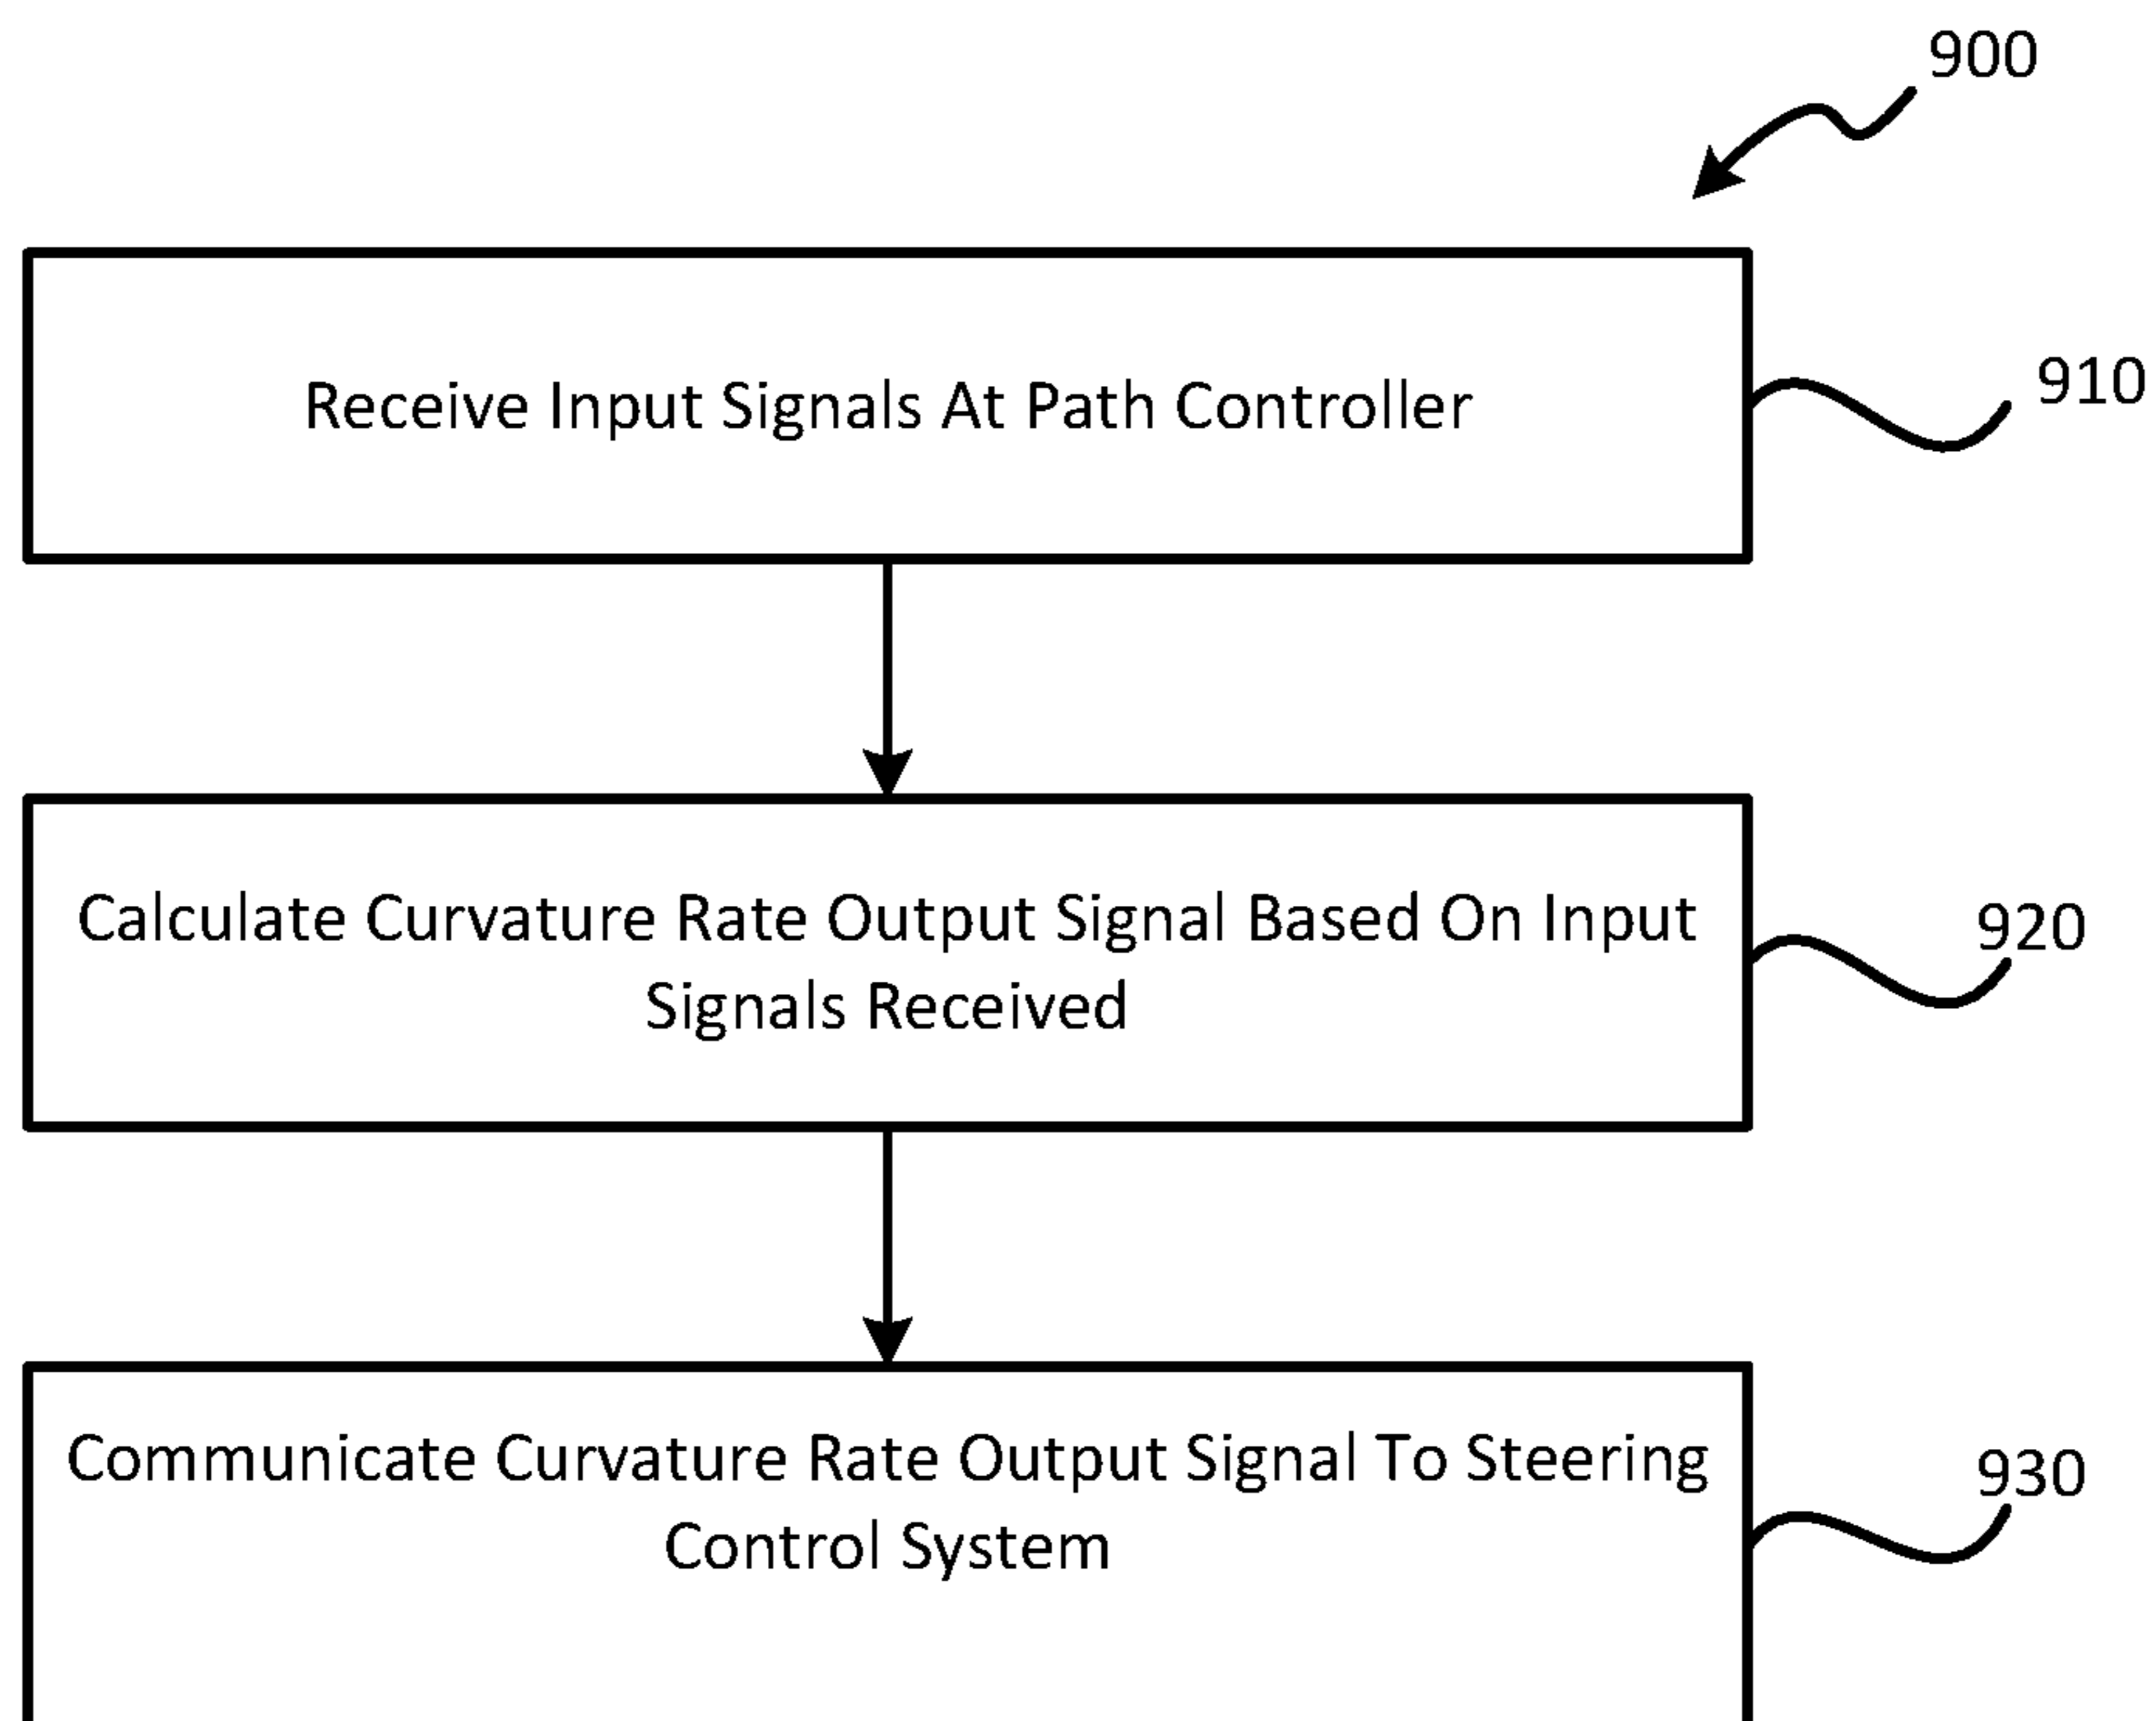 900
Receive Input Signals At Path Controller
910
Calculate Curvature Rate Output Signal Based On Input
Signals Received
920
Communicate Curvature Rate Output Signal To Steering
Control System
930